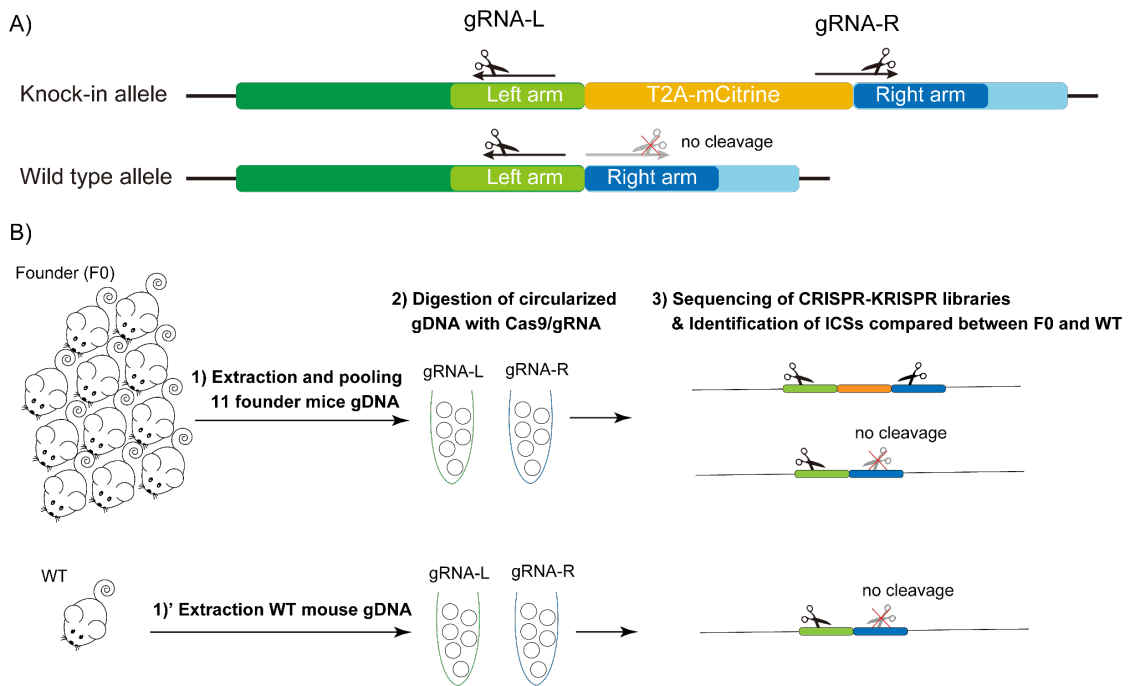 A)
gRNA-L
gRNA-R
Knock-in allele
Left arm
T2A-mCitrine
Right arm
no cleavage
Wild type allele
Left arm
Right arm
B)
Founder (F0)
1) Extraction and pooling
11 founder mice gDNA
2) Digestion of circularized
gDNA with Cas9/gRNA
gRNA-L
gRNA-R
3) Sequencing of CRISPR-KRISPR libraries
& Identification of ICSs compared between F0 and WT
no cleavage
WT
1)’ Extraction WT mouse gDNA
gRNA-L
gRNA-R
no cleavage